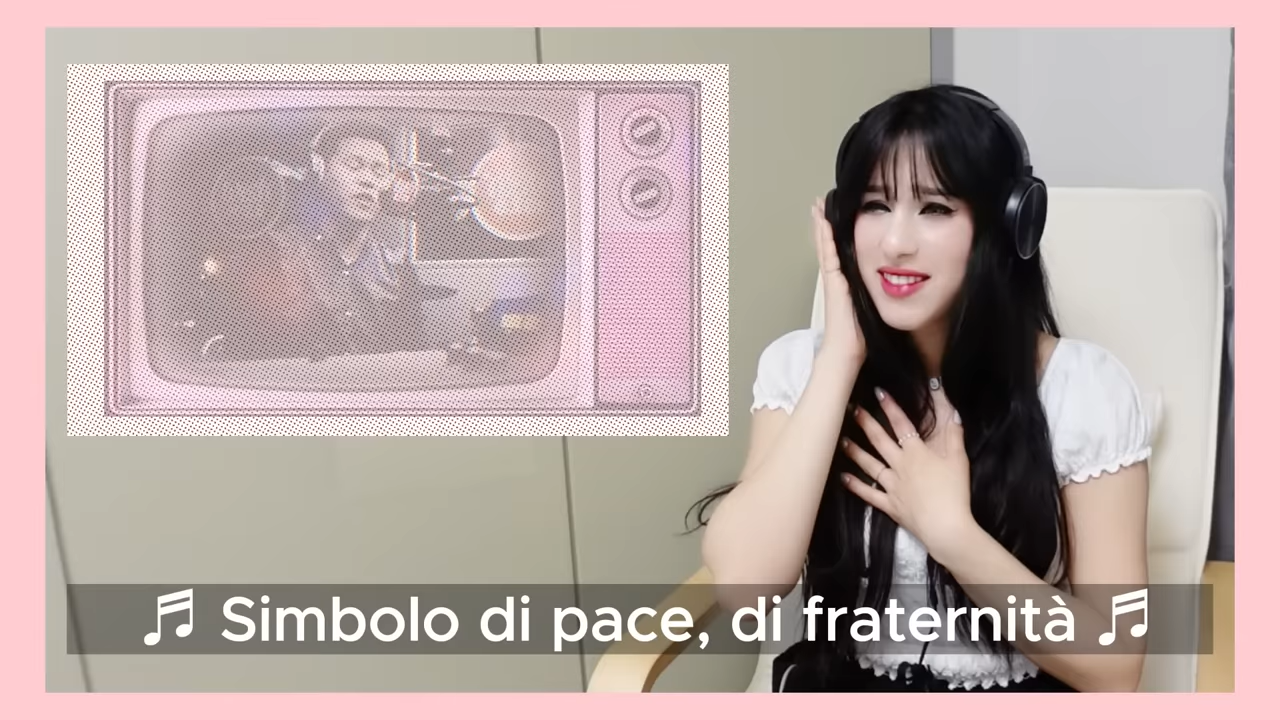 ♫ Simbolo di pace, di fraternità ♫